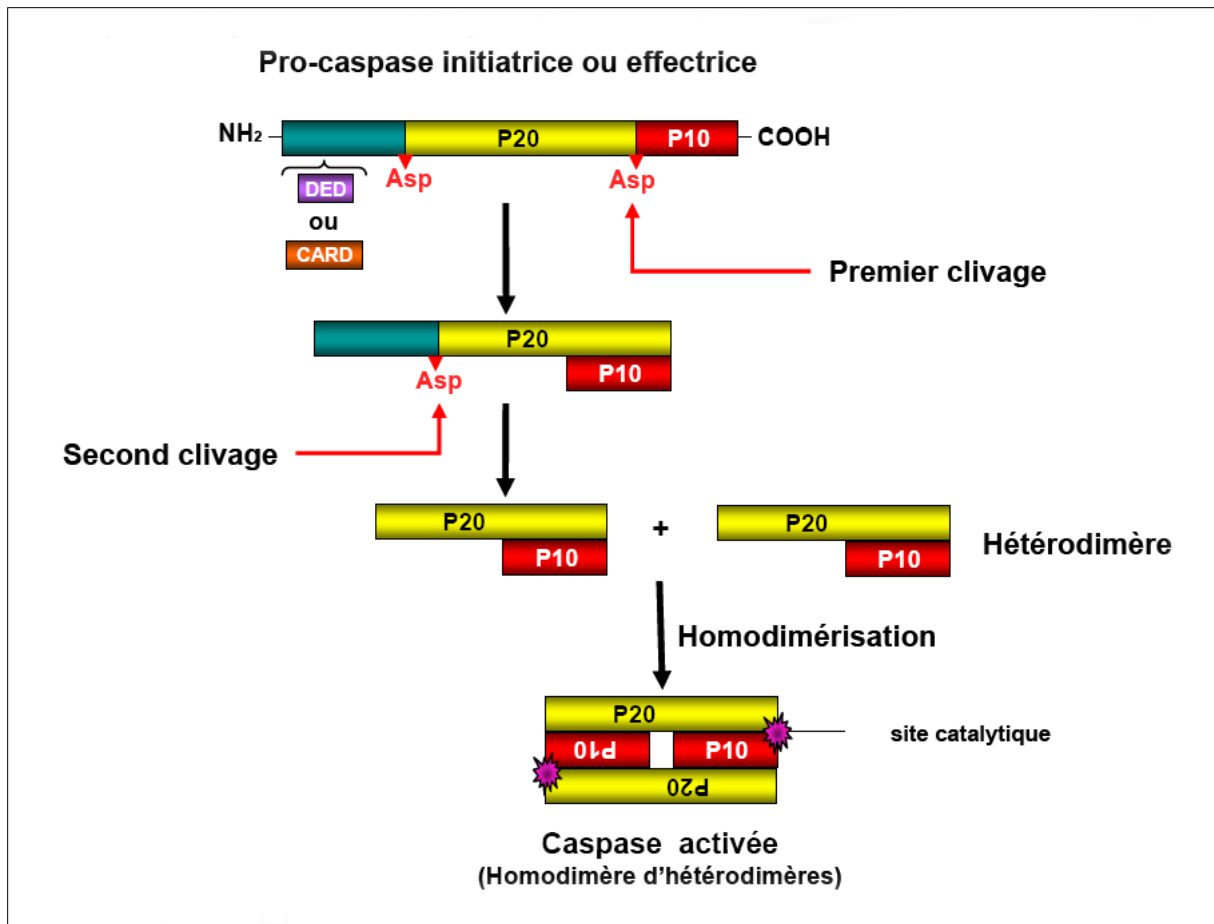 Pro-caspase initiatrice ou effectrice
NH2
P20
P10
COOH
DED
ou
CARD
Asp
Asp
Premier clivage
P20
P10
Asp
Second clivage
P20
P10
+
P20
P10
Hétérodimère
Homodimérisation
P20
P10
P10
P20
site catalytique
Caspase activée
(Homodimère d’hétérodimères)